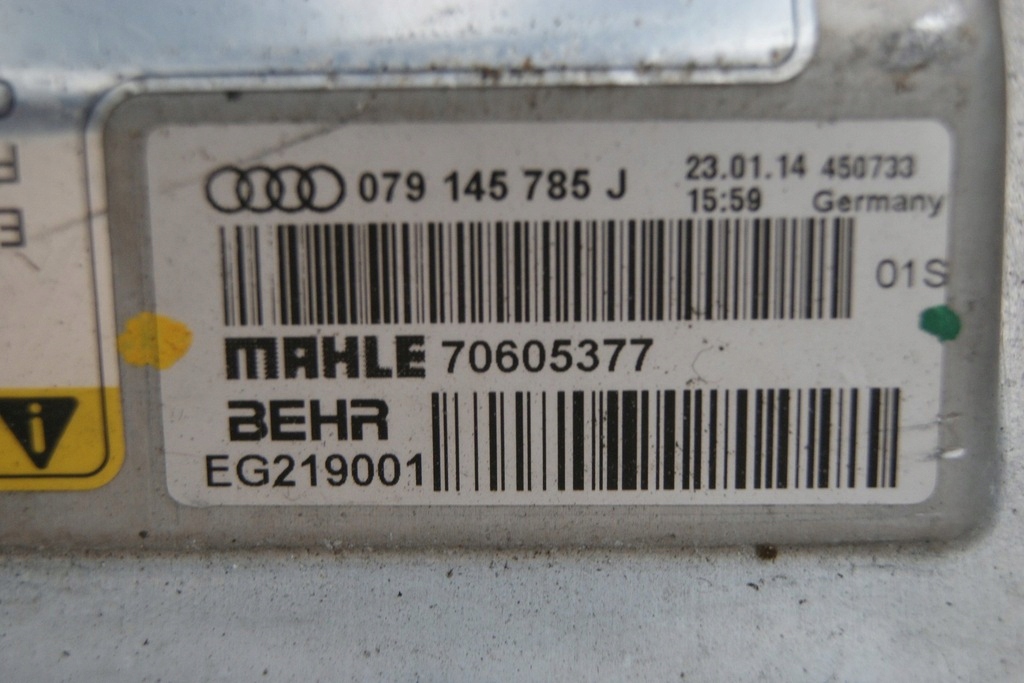 079 145 785 J 23.01.14 450733
15:59 Germany
01S
MAHLE 70605377
BEHR
EG219001